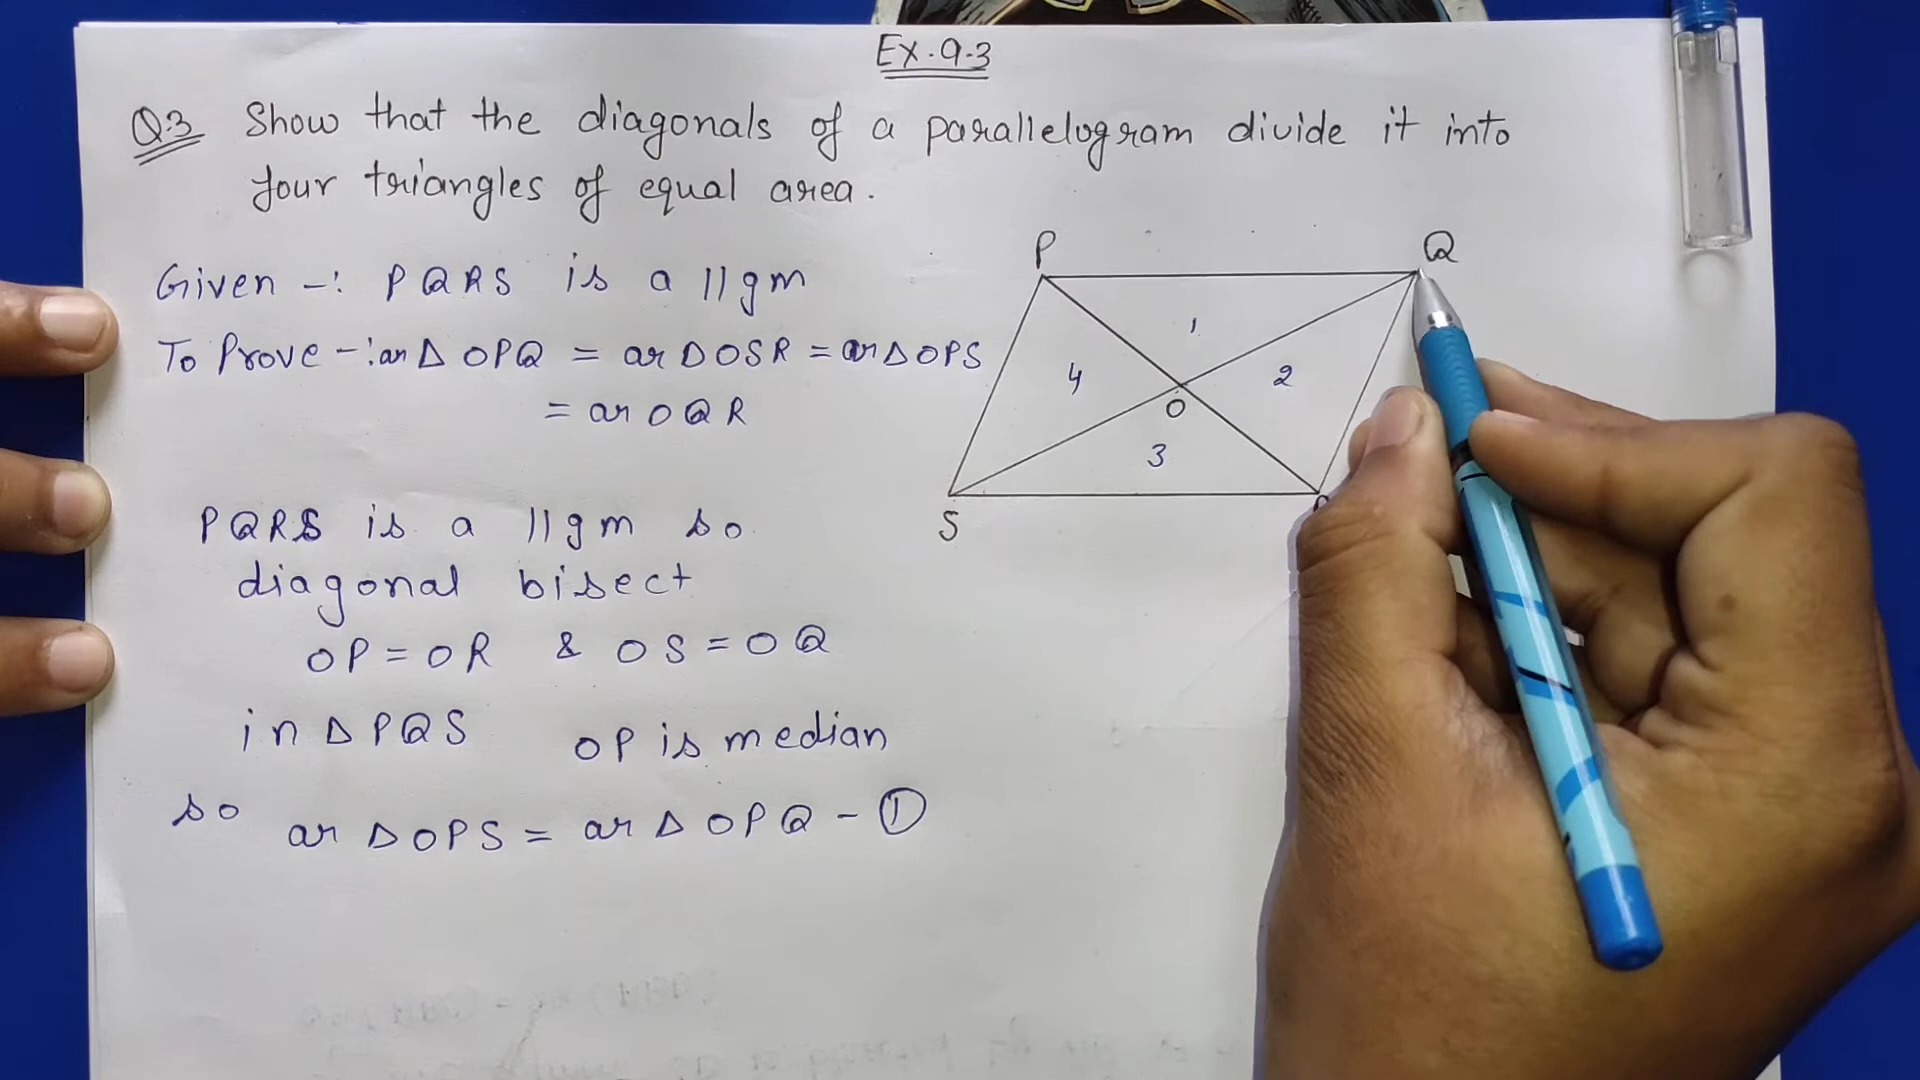 Ex.9.3
Q.3 Show that the diagonals of a parallelogram divide it into
four triangles of equal area.
Given -: PQRS is a ||gm
To Prove -: ar Δ OPQ = ar Δ OSR = ar Δ OPS
= ar OQR
PQRS is a ||gm so
diagonal bisect
OP = OR & OS = OQ
in Δ PQS OP is median
so ar Δ OPS = ar Δ OPQ - ①
P
Q
1
4
2
O
3
S